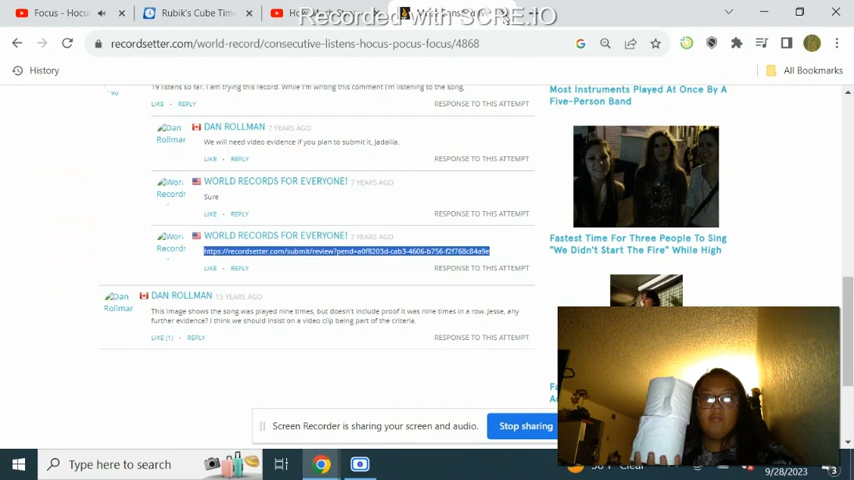 Focus - Hocu
Rubik's Cube Tim
Recorded with SCRE.IO
recordsetter.com/world-record/consecutive-listens-hocus-pocus-focus/4868
History
All Bookmarks
19 listens so far. I am trying this record. While I'm writing this comment I'm listening to the song.
LIKE • REPLY
RESPONSE TO THIS ATTEMPT
Dan Rollmar
DAN ROLLMAN 7 YEARS AGO
We will need video evidence if you plan to submit it, Jadailia.
LIKE • REPLY
RESPONSE TO THIS ATTEMPT
WORLD RECORDS FOR EVERYONE! 7 YEARS AGO
Sure
LIKE • REPLY
RESPONSE TO THIS ATTEMPT
WORLD RECORDS FOR EVERYONE! 7 YEARS AGO
https://recordsetter.com/submit/review?pend=a0f8203d-cab3-4606-b756-f2f768c84a9e
LIKE • REPLY
RESPONSE TO THIS ATTEMPT
Dan Rollmar
DAN ROLLMAN 13 YEARS AGO
This image shows the song was played nine times, but doesn't include proof it was nine times in a row. Jesse, any
further evidence? I think we should insist on a video clip being part of the criteria.
LIKE (1) • REPLY
RESPONSE TO THIS ATTEMPT
Most Instruments Played At Once By A
Five-Person Band
Fastest Time For Three People To Sing
"We Didn't Start The Fire" While High
Screen Recorder is sharing your screen and audio.
Stop sharing
Type here to search
Clear
9/28/2023
3